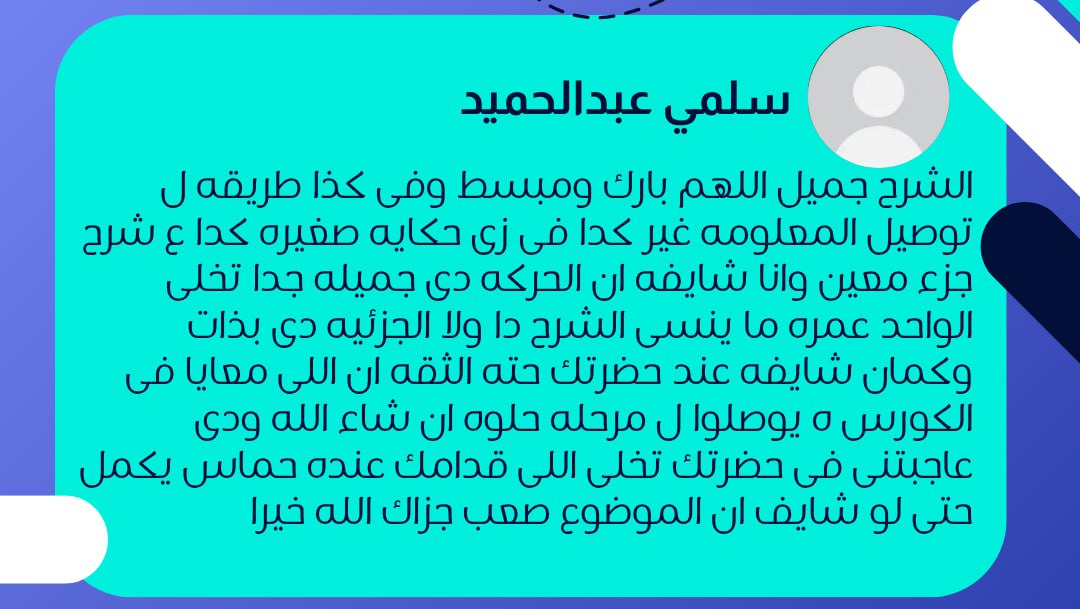 سلمي عبدالحميد
الشرح جميل اللهم بارك ومبسط وفى كذا طريقه ل
توصيل المعلومه غير كدا فى زى حكايه صغيره كدا ع شرح
جزء معين وانا شايفه ان الحركه دى جميله جدا تخلى
الواحد عمره ما ينسى الشرح دا ولا الجزئيه دى بذات
وكمان شايفه عند حضرتك حته الثقه ان اللى معايا فى
الكورس ه يوصلوا ل مرحله حلوه ان شاء الله ودى
عاجبتنى فى حضرتك تخلى اللى قدامك عنده حماس يكمل
حتى لو شايف ان الموضوع صعب جزاك الله خيرا